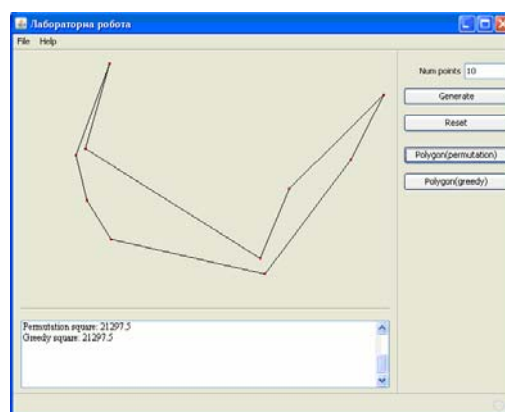 Лабораторна робота
File Help
Num points 10
Generate
Reset
Polygon(permutation)
Polygon(greedy)
Permutation square: 21297.5
Greedy square: 21297.5